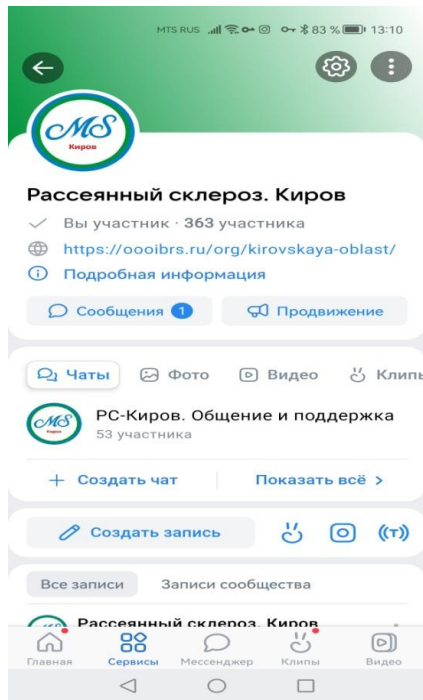 MTS RUS 83 % 13:10
MS
Киров
Рассеянный склероз. Киров
Вы участник · 363 участника
https://oooibrs.ru/org/kirovskaya-oblast/
Подробная информация
Сообщения 1
Продвижение
Чаты Фото Видео Клипы
MS
Киров
РС-Киров. Общение и поддержка
53 участника
+ Создать чат
Показать всё >
Создать запись
((т))
Все записи
Записи сообщества
Рассеянный склероз. Киров
Главная Сервисы Мессенджер Клипы Видео